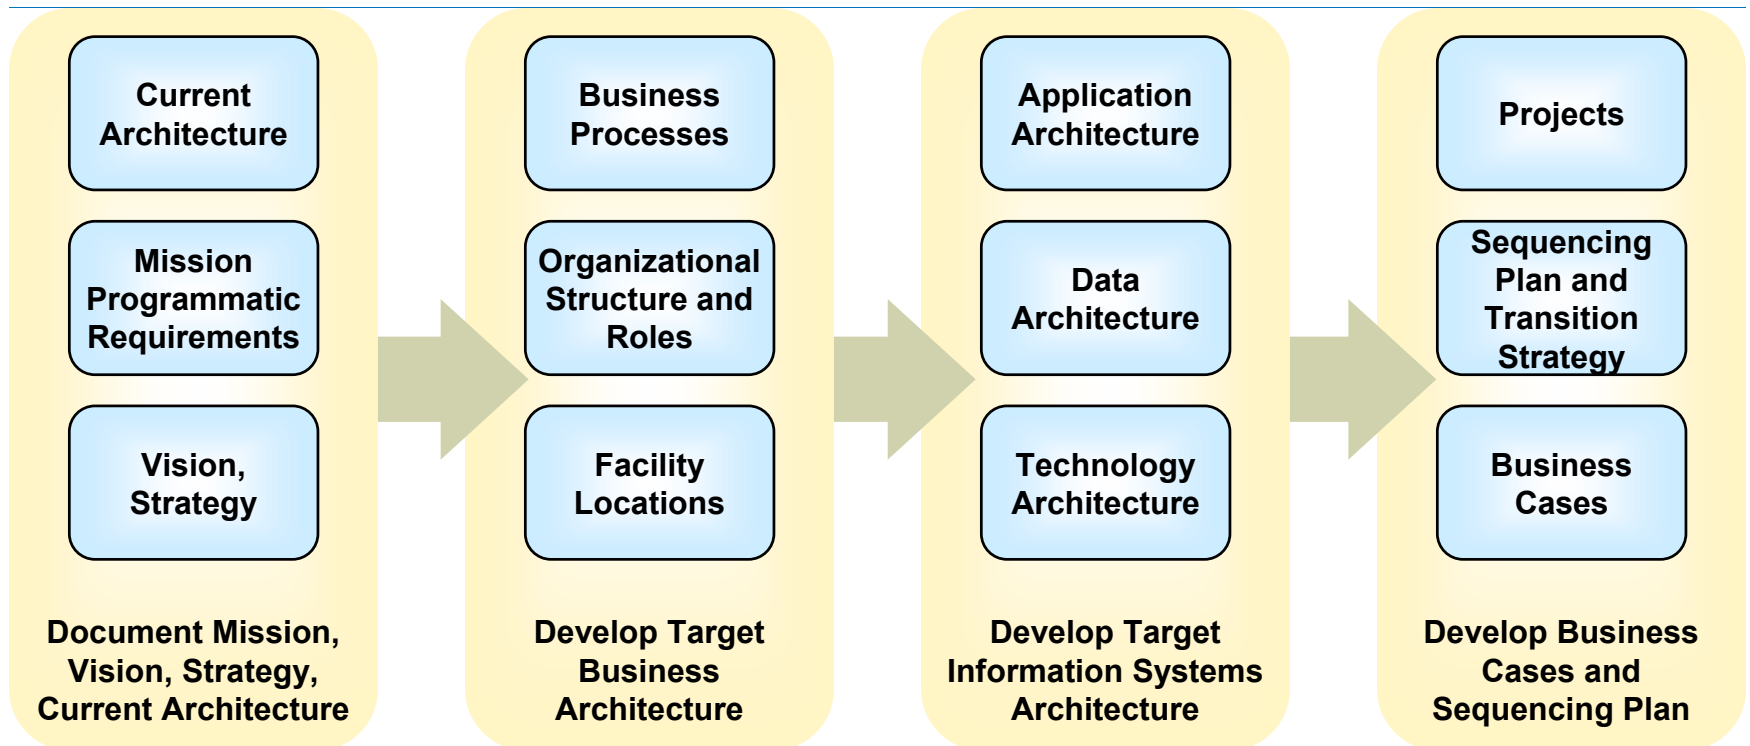 Current
Architecture
Mission
Programmatic
Requirements
Vision,
Strategy
Document Mission,
Vision, Strategy,
Current Architecture
Business
Processes
Organizational
Structure and
Roles
Facility
Locations
Develop Target
Business
Architecture
Application
Architecture
Data
Architecture
Technology
Architecture
Develop Target
Information Systems
Architecture
Projects
Sequencing
Plan and
Transition
Strategy
Business
Cases
Develop Business
Cases and
Sequencing Plan